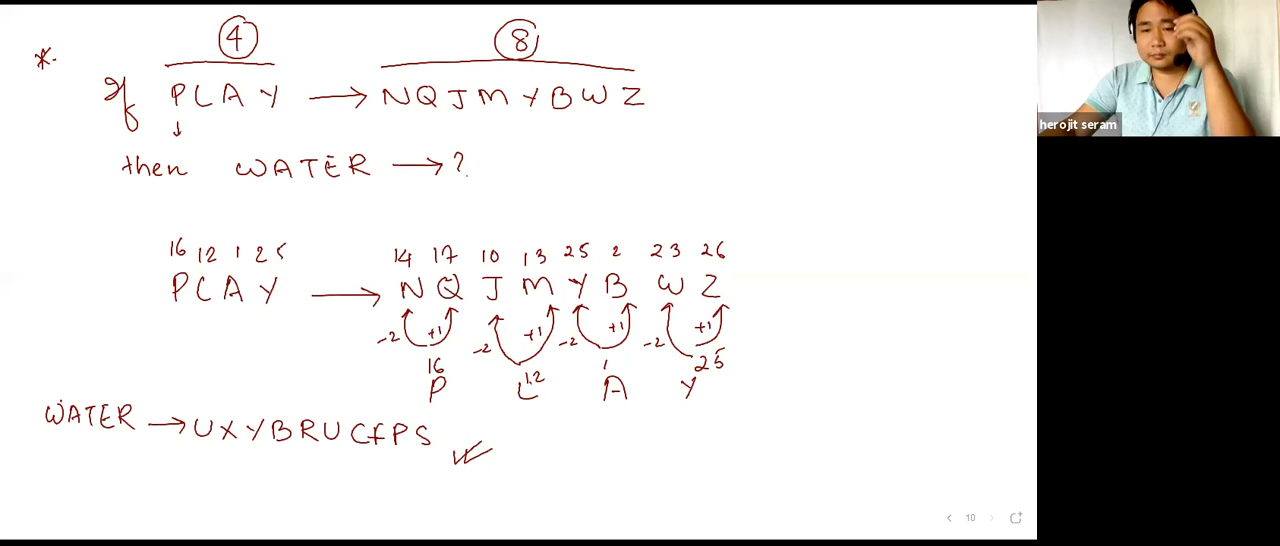 4 8
*. If PLAY → NQJMYBWZ
herojit seram
then WATER → ?
16 12 1 25 14 17 10 13 25 2 23 26
PLAY → NQJMYBWZ
-2 +1 -2 +1 -2 +1 -2 +1
16 12 1 25
P L A Y
WATER → UXYBRUCFPS
10